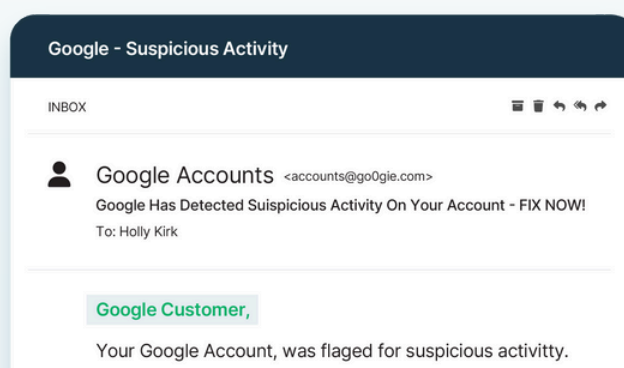 Google - Suspicious Activity
INBOX
Google Accounts <accounts@go0gie.com>
Google Has Detected Suispicious Activity On Your Account - FIX NOW!
To: Holly Kirk
Google Customer,
Your Google Account, was flaged for suspicious activitty.